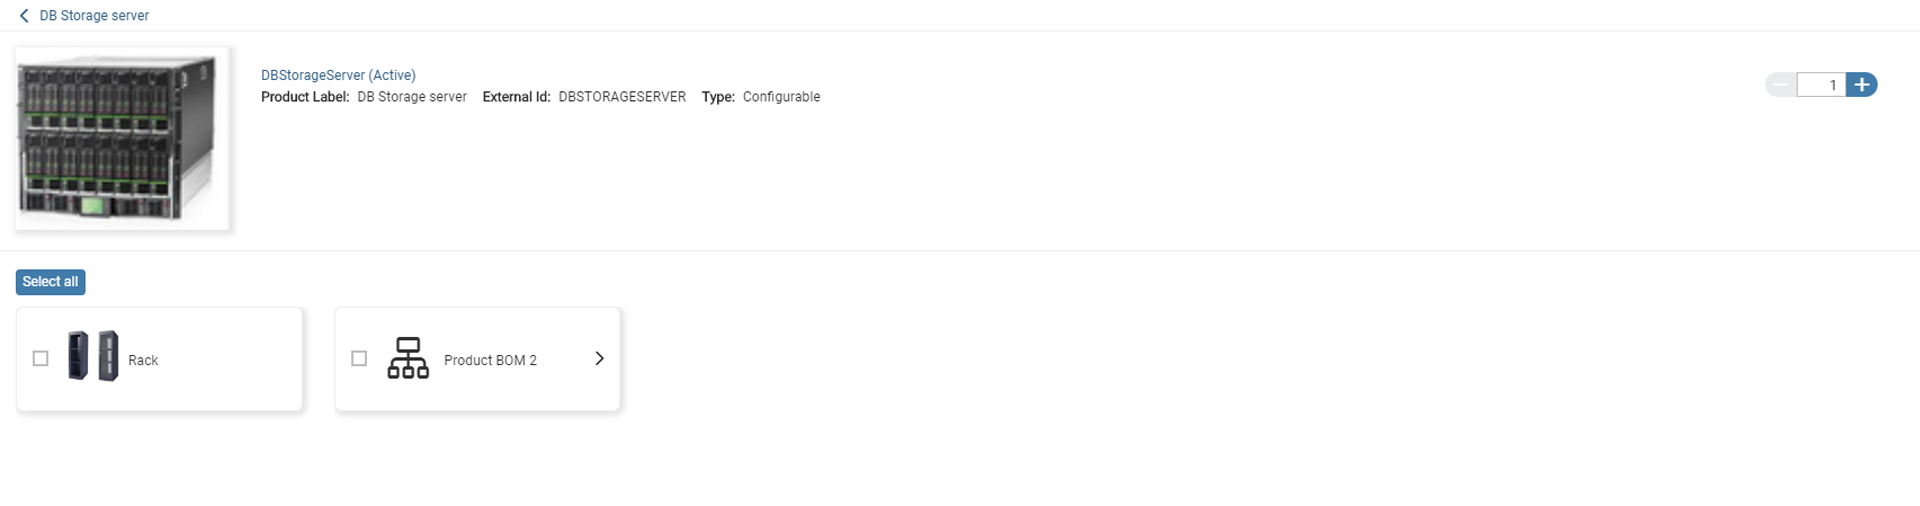 DB Storage server
DBStorageServer (Active)
Product Label: DB Storage server External Id: DBSTORAGESERVER Type: Configurable
1
Select all
Rack
Product BOM 2